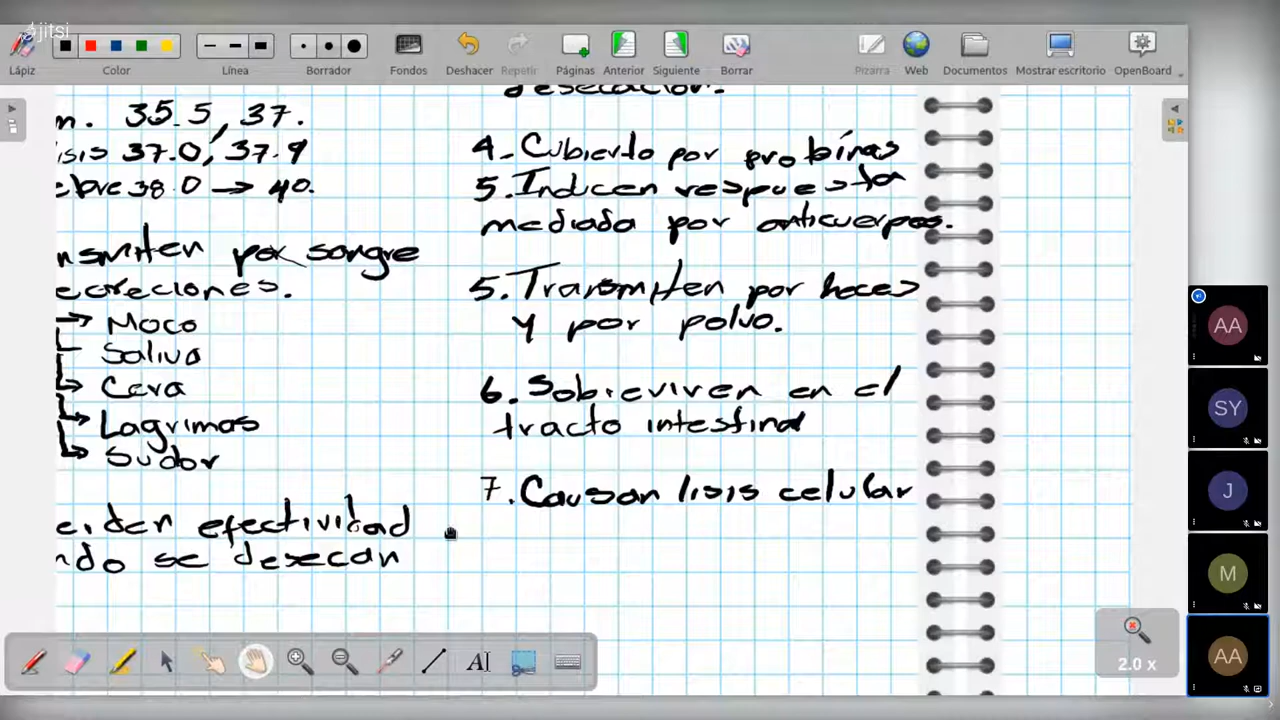 jitsi
Lápiz
Color
Línea
Borrador
Fondos
Deshacer
Repetir
Páginas
Anterior
Siguiente
Borrar
Pizarra
Web
Documentos
Mostrar escritorio
OpenBoard
m. 35.5, 37.
isis 37.0, 37.9
ebre 38.0 → 40.
nsmiten por sangre
ecreciones.
→ Moco
Saliva
→ Cera
→ Lagrimas
→ Sudor
efectividad
ndo se desecan
desecación.
4. Cubierto por proteínas
5. Inducen respuesta
mediada por anticuerpos.
5. Transmiten por heces
y por polvo.
6. Sobreviven en el
tracto intestinal
7. Causan lisis celular
AA
SY
J
M
AA
2.0 x